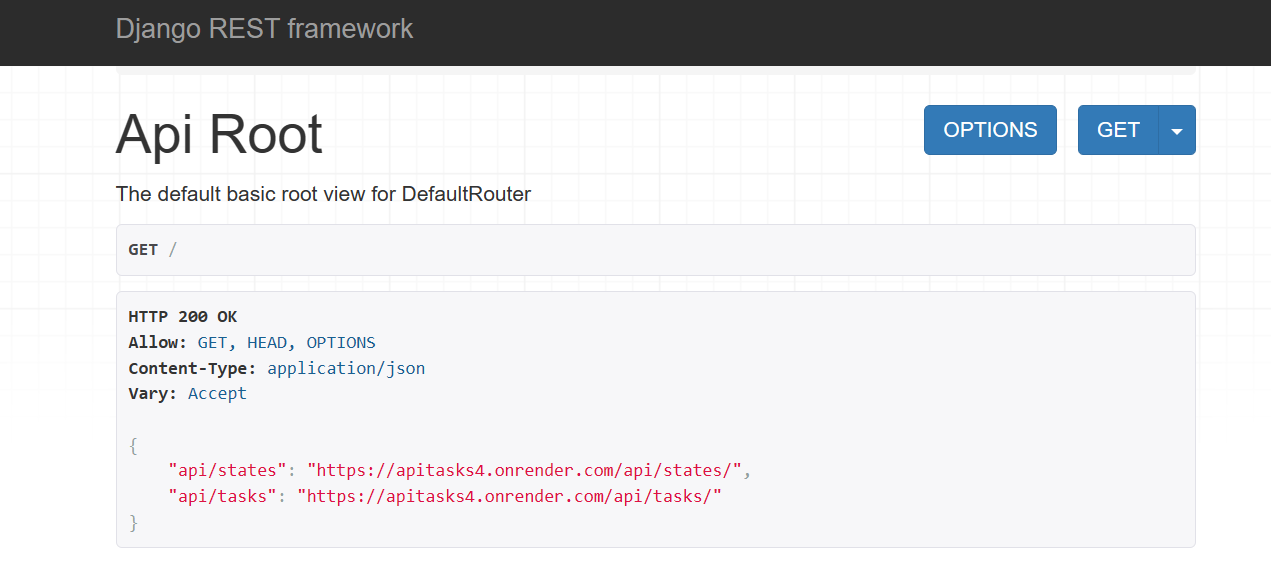 Django REST framework
Api Root
OPTIONS
GET
The default basic root view for DefaultRouter
GET /
HTTP 200 OK
Allow: GET, HEAD, OPTIONS
Content-Type: application/json
Vary: Accept
{
    "api/states": "https://apitasks4.onrender.com/api/states/",
    "api/tasks": "https://apitasks4.onrender.com/api/tasks/"
}